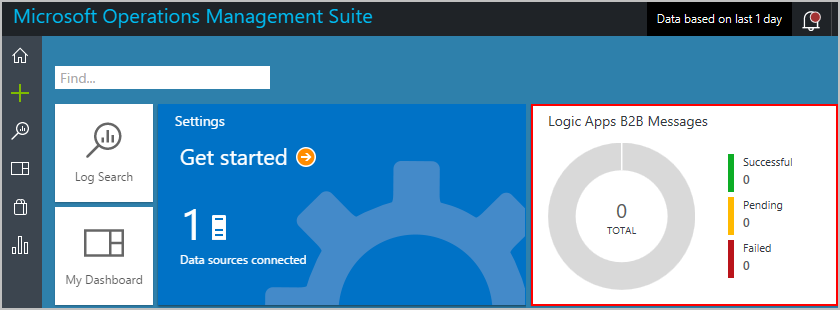 Microsoft Operations Management Suite
Data based on last 1 day
Find...
Log Search
My Dashboard
Settings
Get started
1
Data sources connected
Logic Apps B2B Messages
0
TOTAL
Successful
0
Pending
0
Failed
0